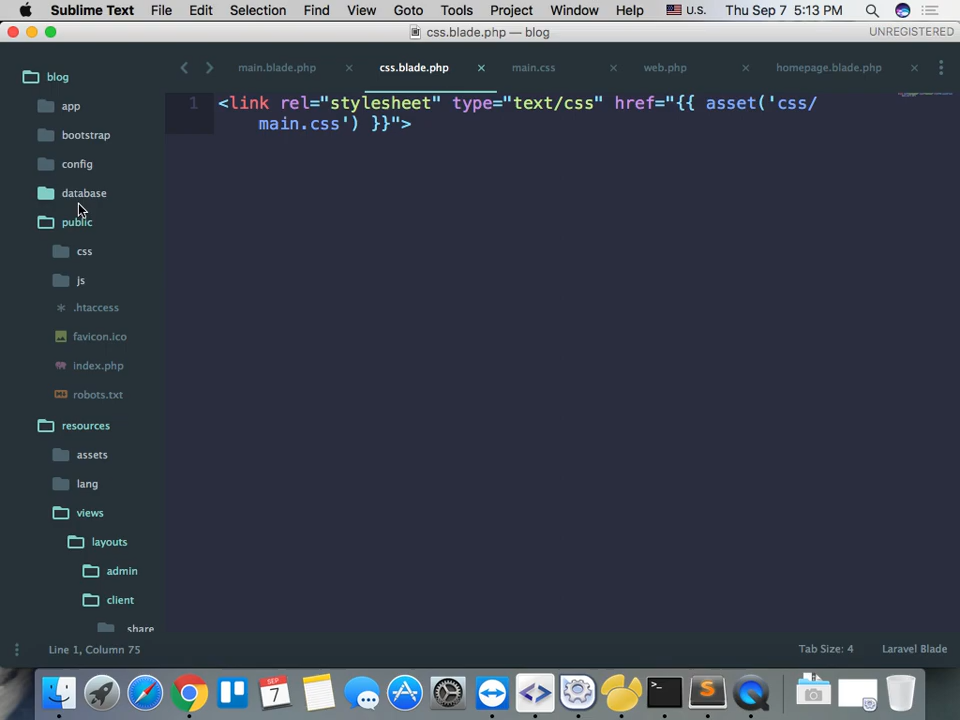 Sublime Text File Edit Selection Find View Goto Tools Project Window Help U.S. Thu Sep 7 5:13 PM
css.blade.php — blog UNREGISTERED
main.blade.php × css.blade.php × main.css × web.php × homepage.blade.php ×
blog
app
bootstrap
config
database
public
css
js
.htaccess
favicon.ico
index.php
robots.txt
resources
assets
lang
views
layouts
admin
client
share
1 <link rel="stylesheet" type="text/css" href="{{ asset('css/
main.css') }}">
Line 1, Column 75 Tab Size: 4 Laravel Blade
SEP
7